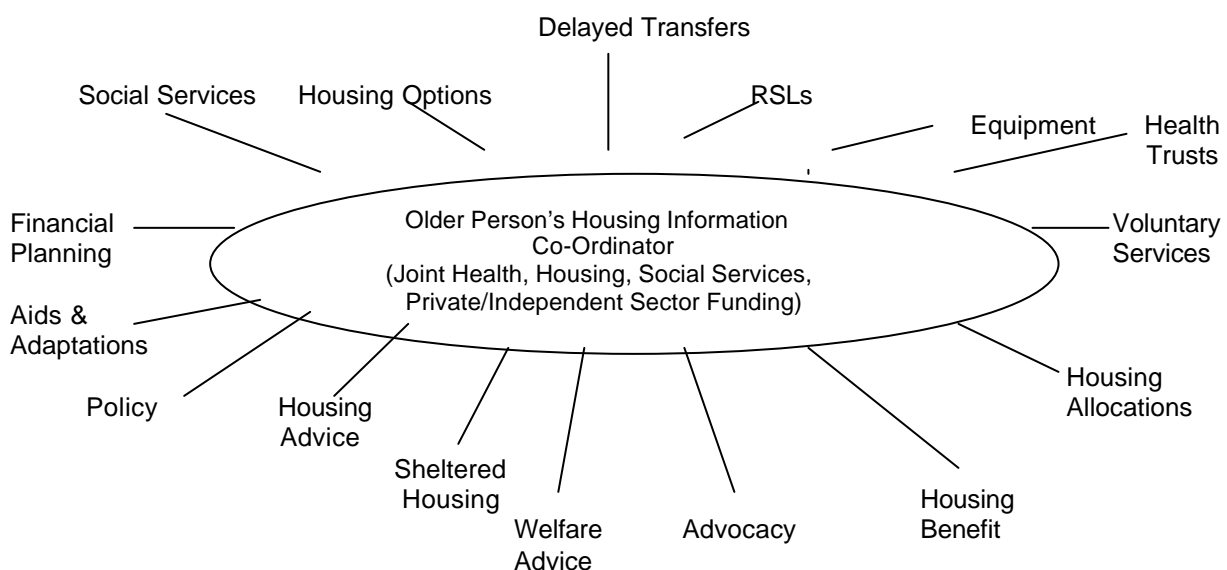 Delayed Transfers
Social Services
Housing Options
RSLs
Equipment
Health
Trusts
Financial
Planning
Older Person's Housing Information
Co-Ordinator
(Joint Health, Housing, Social Services,
Private/Independent Sector Funding)
Voluntary
Services
Aids &
Adaptations
Policy
Housing
Advice
Sheltered
Housing
Welfare
Advice
Advocacy
Housing
Benefit
Housing
Allocations